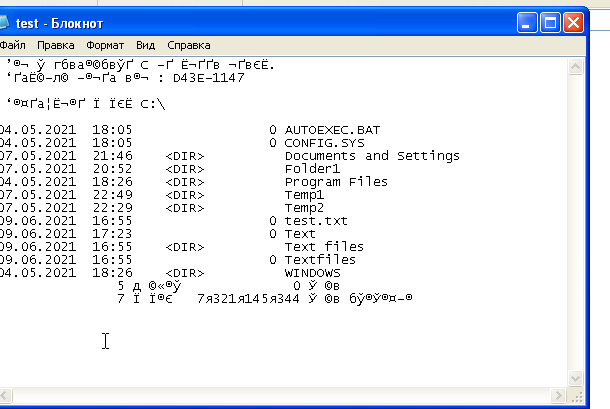 test - Блокнот
Файл Правка Формат Вид Справка
04.05.2021 18:05 0 AUTOEXEC.BAT
04.05.2021 18:05 0 CONFIG.SYS
07.05.2021 21:46 <DIR> Documents and Settings
07.05.2021 20:52 <DIR> Folder1
04.05.2021 18:26 <DIR> Program Files
07.05.2021 22:49 <DIR> Temp1
07.05.2021 22:29 <DIR> Temp2
09.06.2021 16:55 0 test.txt
09.06.2021 17:23 0 Text
09.06.2021 16:55 <DIR> Text files
09.06.2021 16:55 0 Textfiles
04.05.2021 18:26 <DIR> WINDOWS
: D43E-1147
C:\